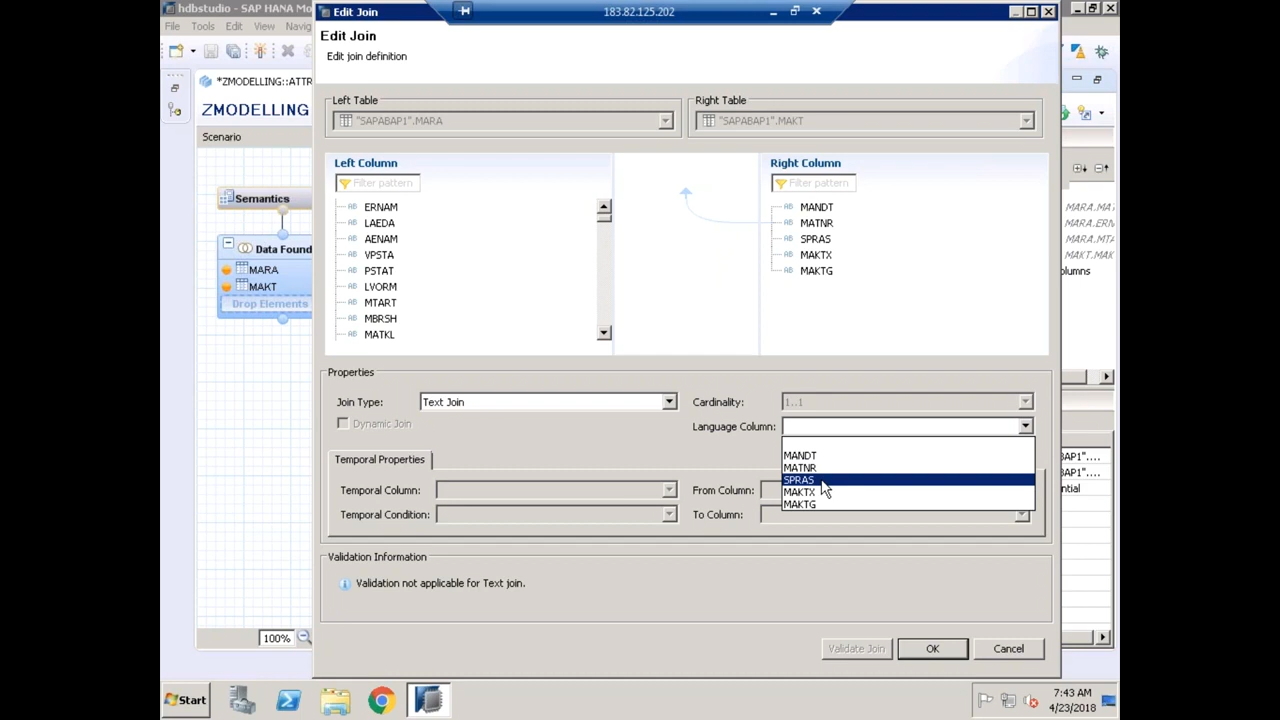 hdbstudio - SAP HANA Mo
Edit Join
183.82.125.202
File Tools Edit View Navig
Edit Join
Edit join definition
*ZMODELLING::ATTR
ZMODELLING
Scenario
Left Table
"SAPABAP1".MARA
Right Table
"SAPABAP1".MAKT
Left Column
Filter pattern
ERNAM
LAEDA
AENAM
VPSTA
PSTAT
LVORM
MTART
MBRSH
MATKL
Right Column
Filter pattern
MANDT
MATNR
SPRAS
MAKTX
MAKTG
Semantics
Data Found
MARA
MAKT
Drop Elements
MARA.MAT
MARA.ERN
MARA.MTA
MAKT.MAK
olumns
Properties
Join Type: Text Join
Cardinality: 1..1
Dynamic Join
Language Column:
MANDT
MATNR
SPRAS
MAKTX
MAKTG
Temporal Properties
Temporal Column:
From Column:
Temporal Condition:
To Column:
BAP1"....
BAP1"....
ntial
Validation Information
Validation not applicable for Text join.
100%
Validate Join OK Cancel
Start
7:43 AM
4/23/2018